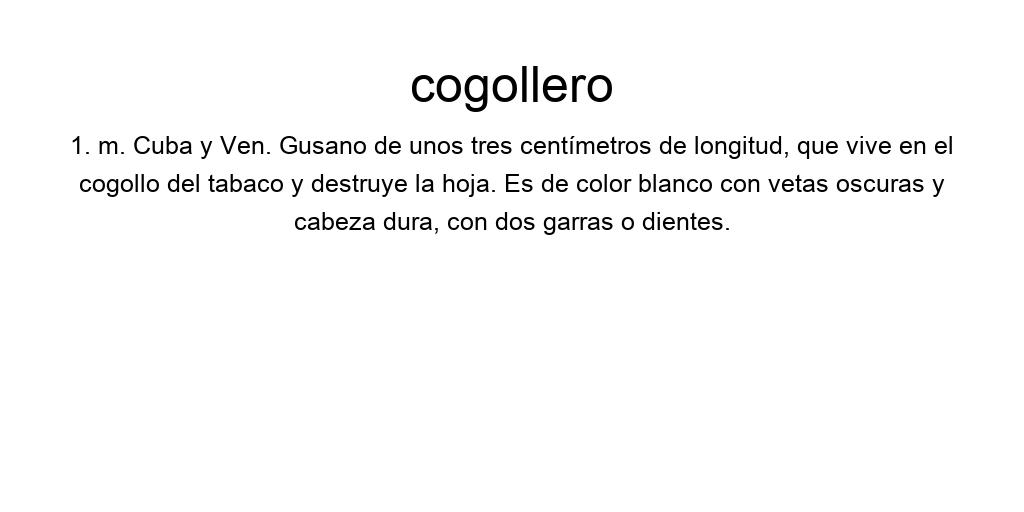 cogollero
1. m. Cuba y Ven. Gusano de unos tres centímetros de longitud, que vive en el
cogollo del tabaco y destruye la hoja. Es de color blanco con vetas oscuras y
cabeza dura, con dos garras o dientes.